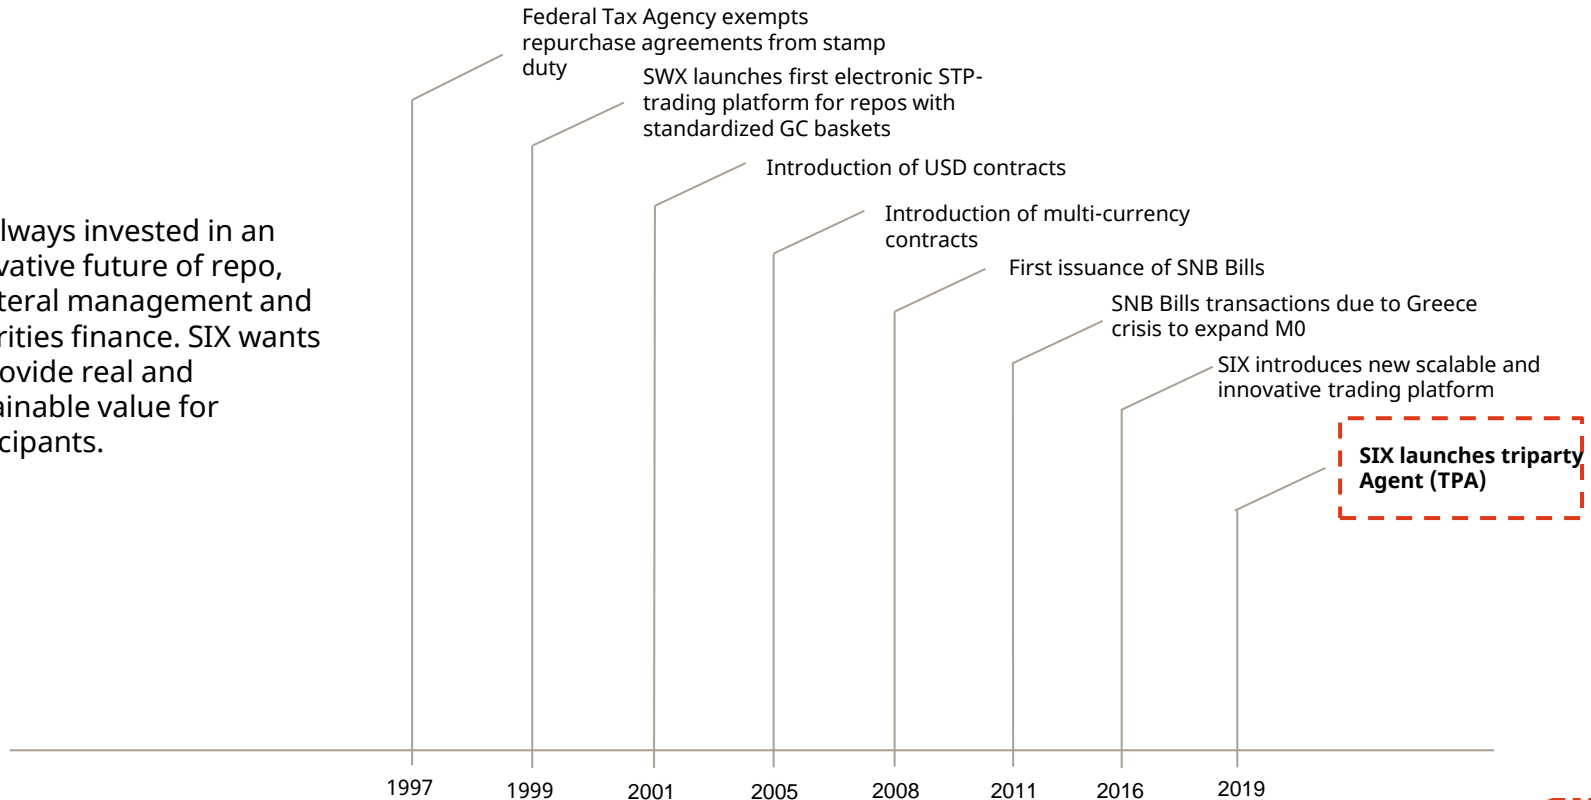 Federal Tax Agency exempts
repurchase agreements from stamp
duty
SWX launches first electronic STP-
trading platform for repos with
standardized GC baskets
Introduction of USD contracts
Introduction of multi-currency
contracts
First issuance of SNB Bills
SNB Bills transactions due to Greece
crisis to expand M0
SIX introduces new scalable and
innovative trading platform
SIX launches triparty
Agent (TPA)
lways invested in an
vative future of repo,
teral management and
rities finance. SIX wants
ovide real and
ainable value for
cipants.
1997
1999
2001
2005
2008
2011
2016
2019